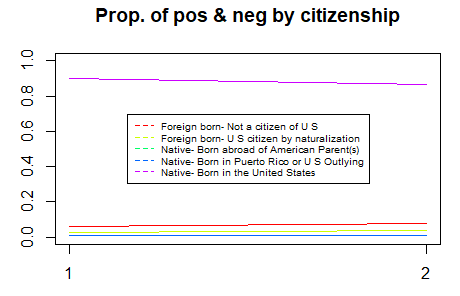 Prop. of pos & neg by citizenship
1.0
0.8
0.6
0.4
0.2
0.0
Foreign born- Not a citizen of U S
Foreign born- U S citizen by naturalization
Native- Born abroad of American Parent(s)
Native- Born in Puerto Rico or U S Outlying
Native- Born in the United States
1 2